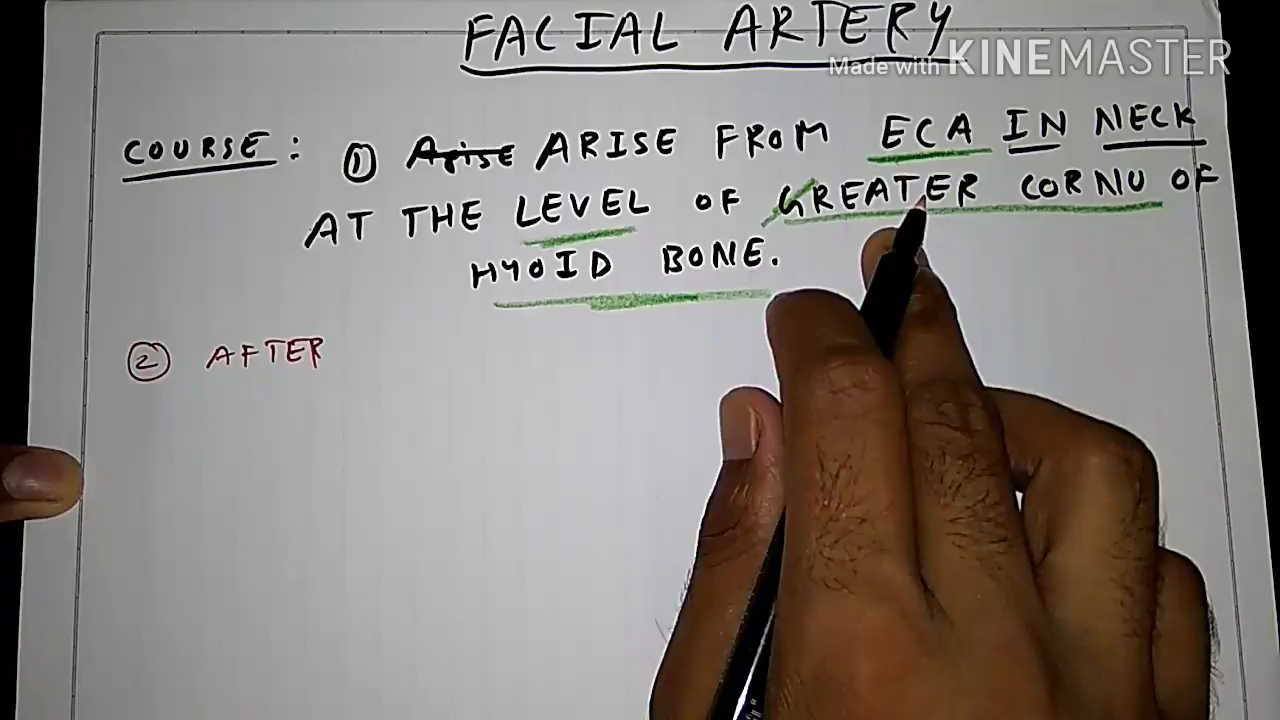 FACIAL ARTERY
Made with KINEMASTER
COURSE : ① Arise ARISE FROM ECA IN NECK
AT THE LEVEL OF GREATER CORNU OF
HYOID BONE.
② AFTER